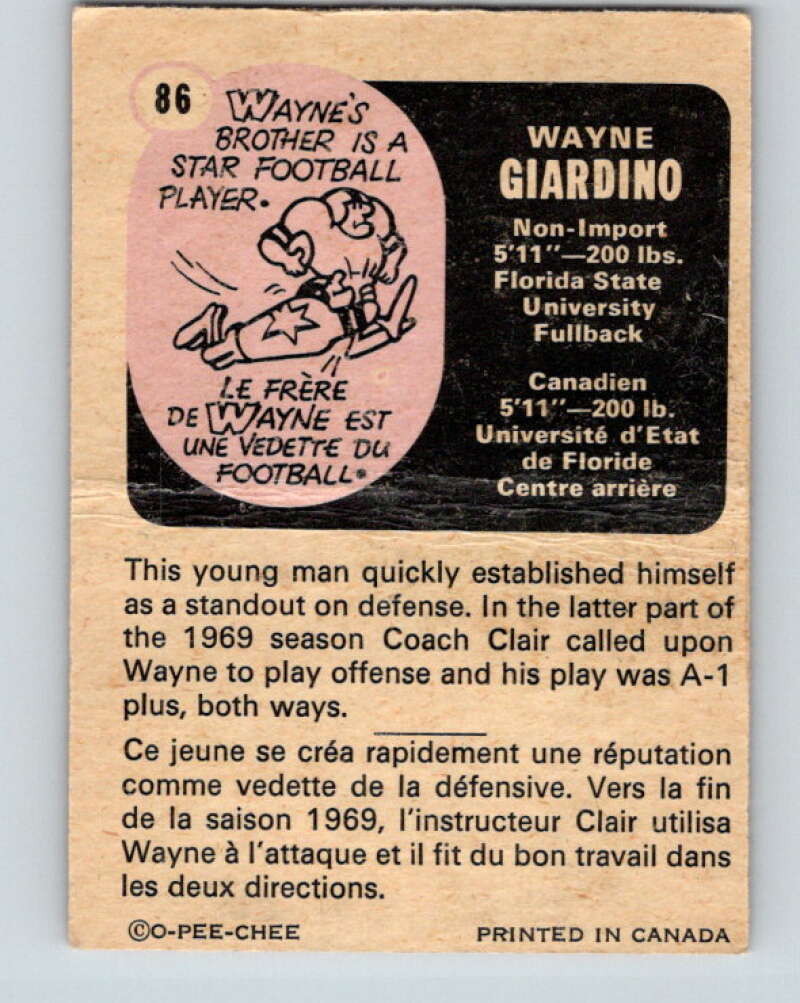 86
WAYNE'S
BROTHER IS A
STAR FOOTBALL
PLAYER.
LE FRÈRE
DE WAYNE EST
UNE VEDETTE DU
FOOTBALL.
WAYNE
GIARDINO
Non-Import
5'11"—200 lbs.
Florida State
University
Fullback
Canadien
5'11"—200 lb.
Université d'Etat
de Floride
Centre arrière
This young man quickly established himself
as a standout on defense. In the latter part of
the 1969 season Coach Clair called upon
Wayne to play offense and his play was A-1
plus, both ways.
Ce jeune se créa rapidement une réputation
comme vedette de la défensive. Vers la fin
de la saison 1969, l'instructeur Clair utilisa
Wayne à l'attaque et il fit du bon travail dans
les deux directions.
©O-PEE-CHEE
PRINTED IN CANADA